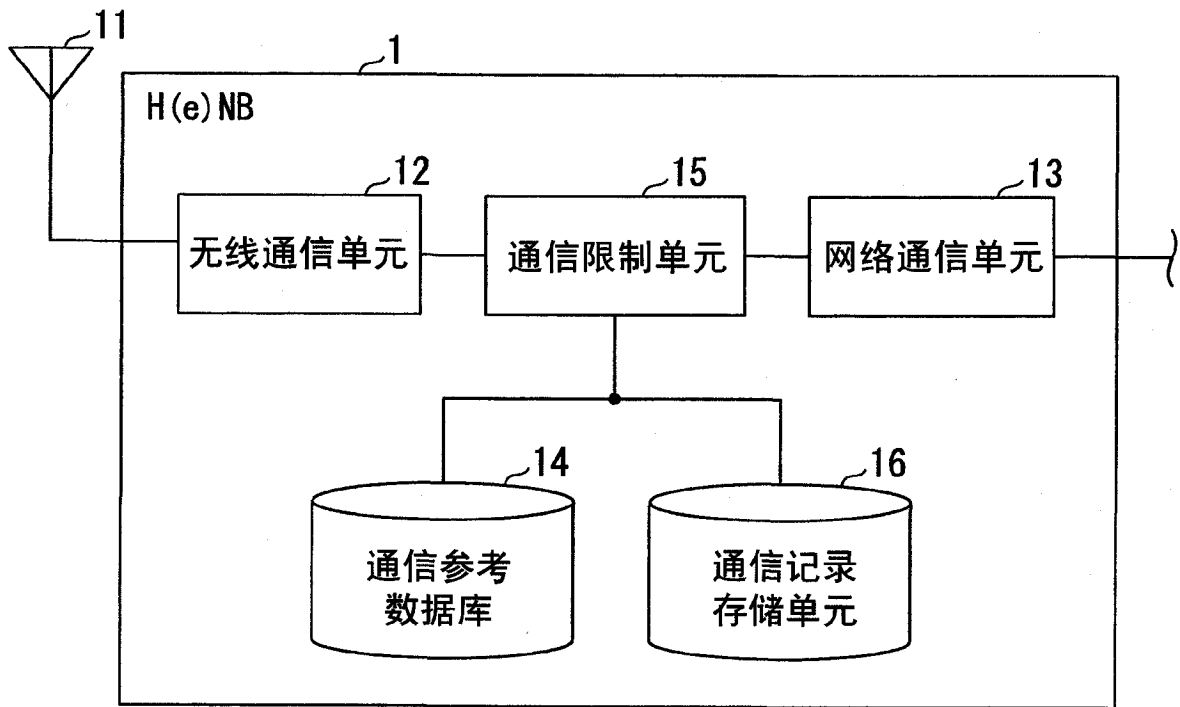 11
1
H(e)NB
12
15
13
无线通信单元
通信限制单元
网络通信单元
14
16
通信参考
数据库
通信记录
存储单元